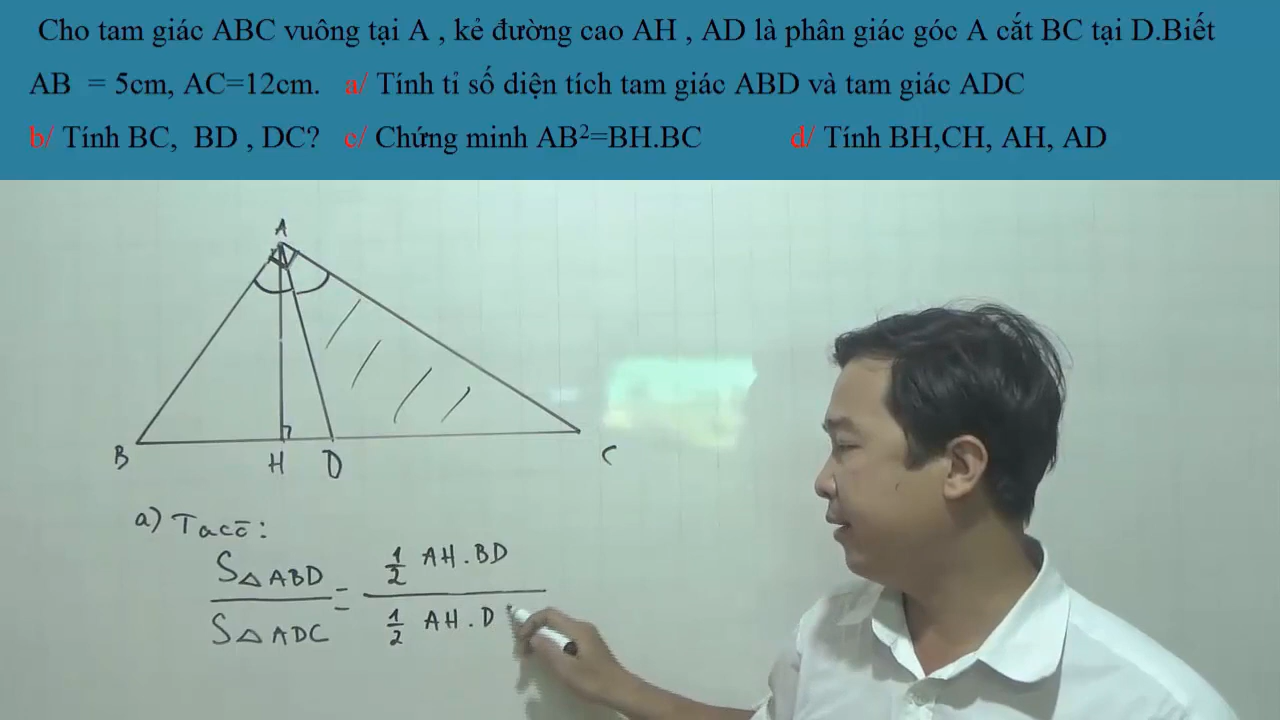 Cho tam giác ABC vuông tại A , kẻ đường cao AH , AD là phân giác góc A cắt BC tại D.Biết
AB = 5cm, AC=12cm. a/ Tính tỉ số diện tích tam giác ABD và tam giác ADC
b/ Tính BC, BD , DC? c/ Chứng minh AB²=BH.BC d/ Tính BH,CH, AH, AD
A
B H D C
a) Ta có:
S△ABD / S△ADC = ½ AH.BD / ½ AH.D